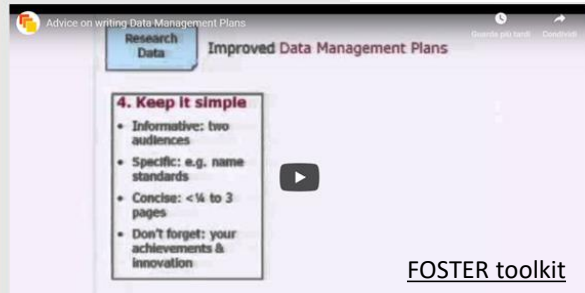 Advice on writing Data Management Plans
Guarda più tardi
Condividi
Research
Data
Improved Data Management Plans
4. Keep it simple
• Informative: two
audiences
• Specific: e.g. name
standards
• Concise: <¼ to 3
pages
• Don't forget: your
achievements &
innovation
FOSTER toolkit